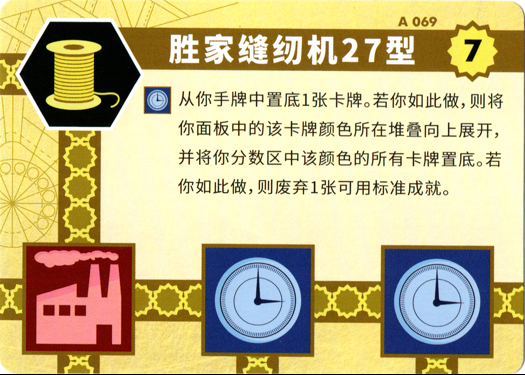 A 069
胜家缝纫机27型
7
从你手牌中置底1张卡牌。若你如此做,则将
你面板中的该卡牌颜色所在堆叠向上展开,
并将你分数区中该颜色的所有卡牌置底。若
你如此做,则废弃1张可用标准成就。